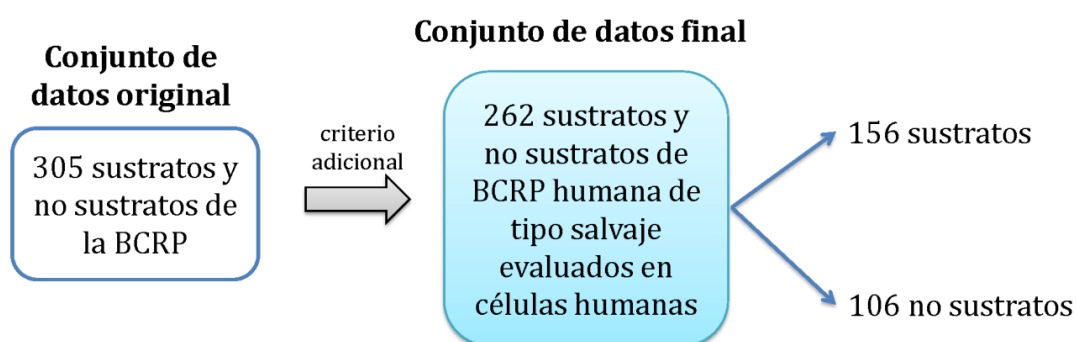 Conjunto de
datos original
305 sustratos y
no sustratos de
la BCRP
criterio
adicional
Conjunto de datos final
262 sustratos y
no sustratos de
BCRP humana de
tipo salvaje
evaluados en
células humanas
156 sustratos
106 no sustratos